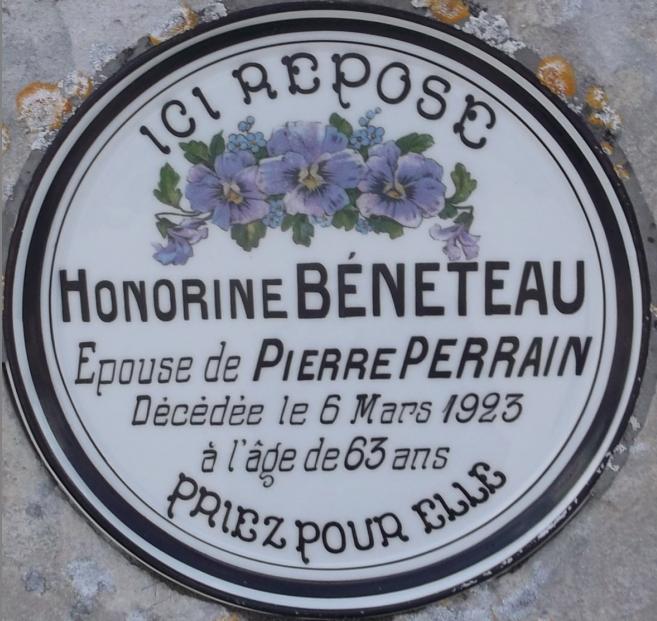 ICI REPOSE
HONORINE BÉNETEAU
Epouse de PIERRE PERRAIN
Décédée le 6 Mars 1923
à l'âge de 63 ans
PRIEZ POUR ELLE